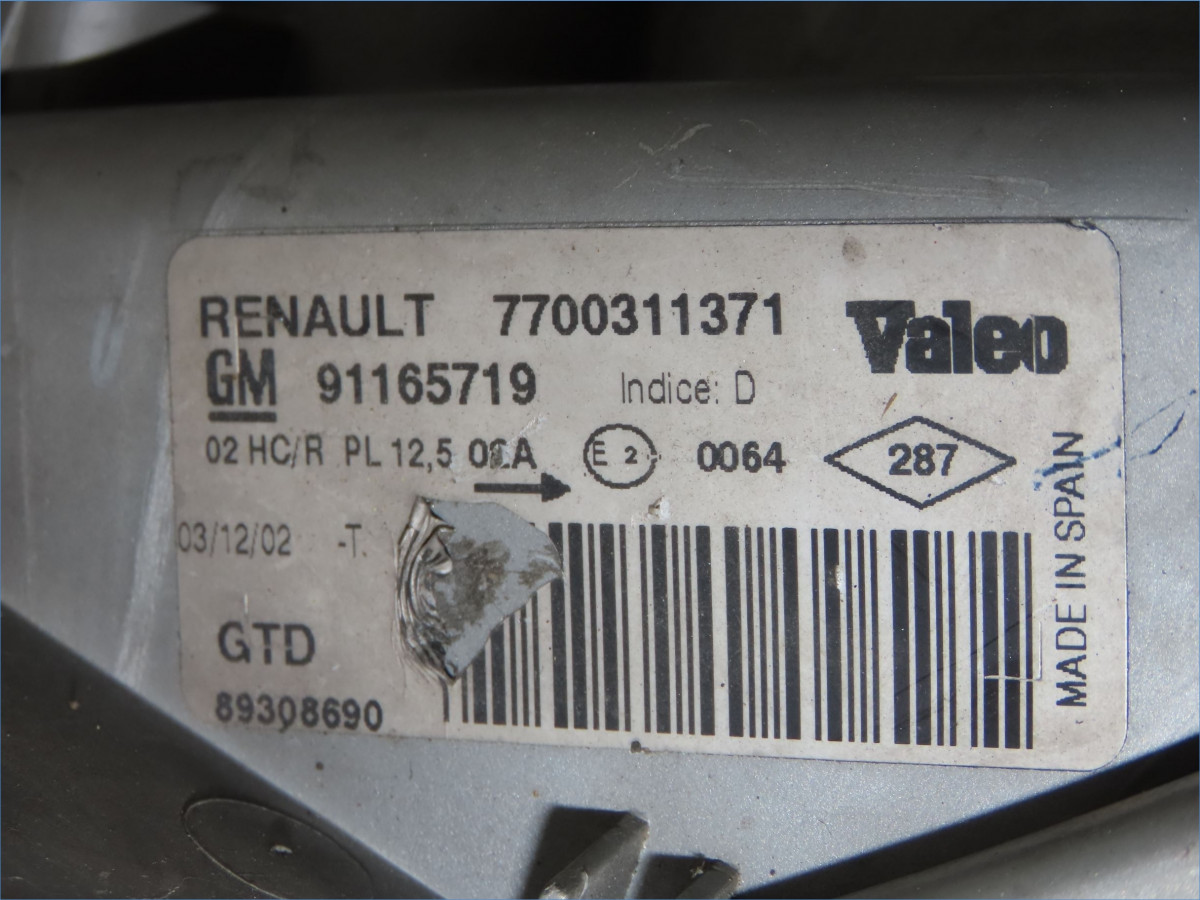 RENAULT 7700311371 Valeo
GM 91165719 Indice: D
02 HC/R PL 12,5 E 2 0064 287
03/12/02 -T.
GTD
89308690
MADE IN SPAIN